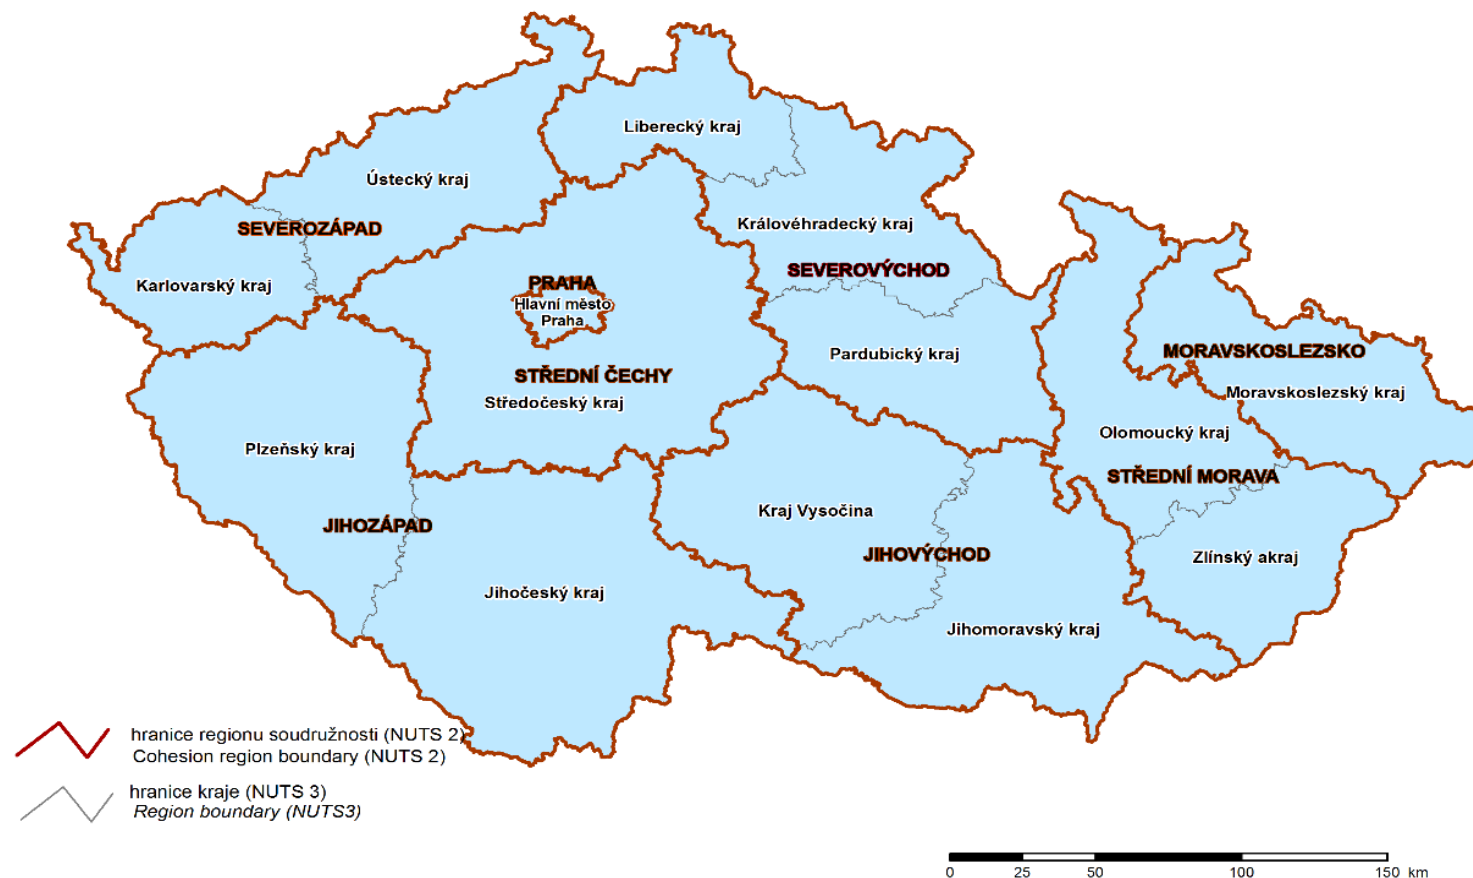 Liberecký kraj
Ústecký kraj
Královéhradecký kraj
SEVEROZÁPAD
SEVEROVÝCHOD
Karlovarský kraj
PRAHA
Hlavní město
Praha
Pardubický kraj
MORAVSKOSLEZSKO
STŘEDNÍ ČECHY
Moravskoslezský kraj
Středočeský kraj
Olomoucký kraj
Plzeňský kraj
STŘEDNÍ MORAVA
Kraj Vysočina
JIHOZÁPAD
JIHOVÝCHOD
Zlínský akraj
Jihočeský kraj
Jihomoravský kraj
hranice regionu soudružnosti (NUTS 2)
Cohesion region boundary (NUTS 2)
hranice kraje (NUTS 3)
Region boundary (NUTS3)
0 25 50 100 150 km